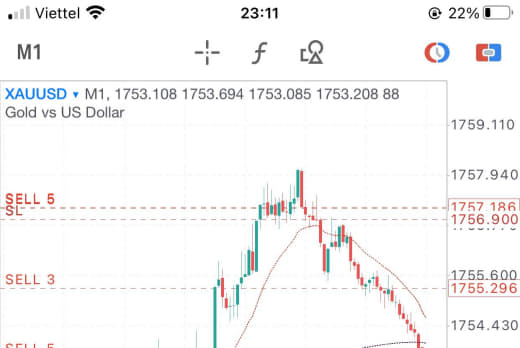 Viettel 23:11 22%
M1
XAUUSD ▾ M1, 1753.108 1753.694 1753.085 1753.208 88
Gold vs US Dollar
1759.110
1757.940
SELL 5
1757.186
SL
1756.900
1755.600
SELL 3
1755.296
1754.430
SELL 5